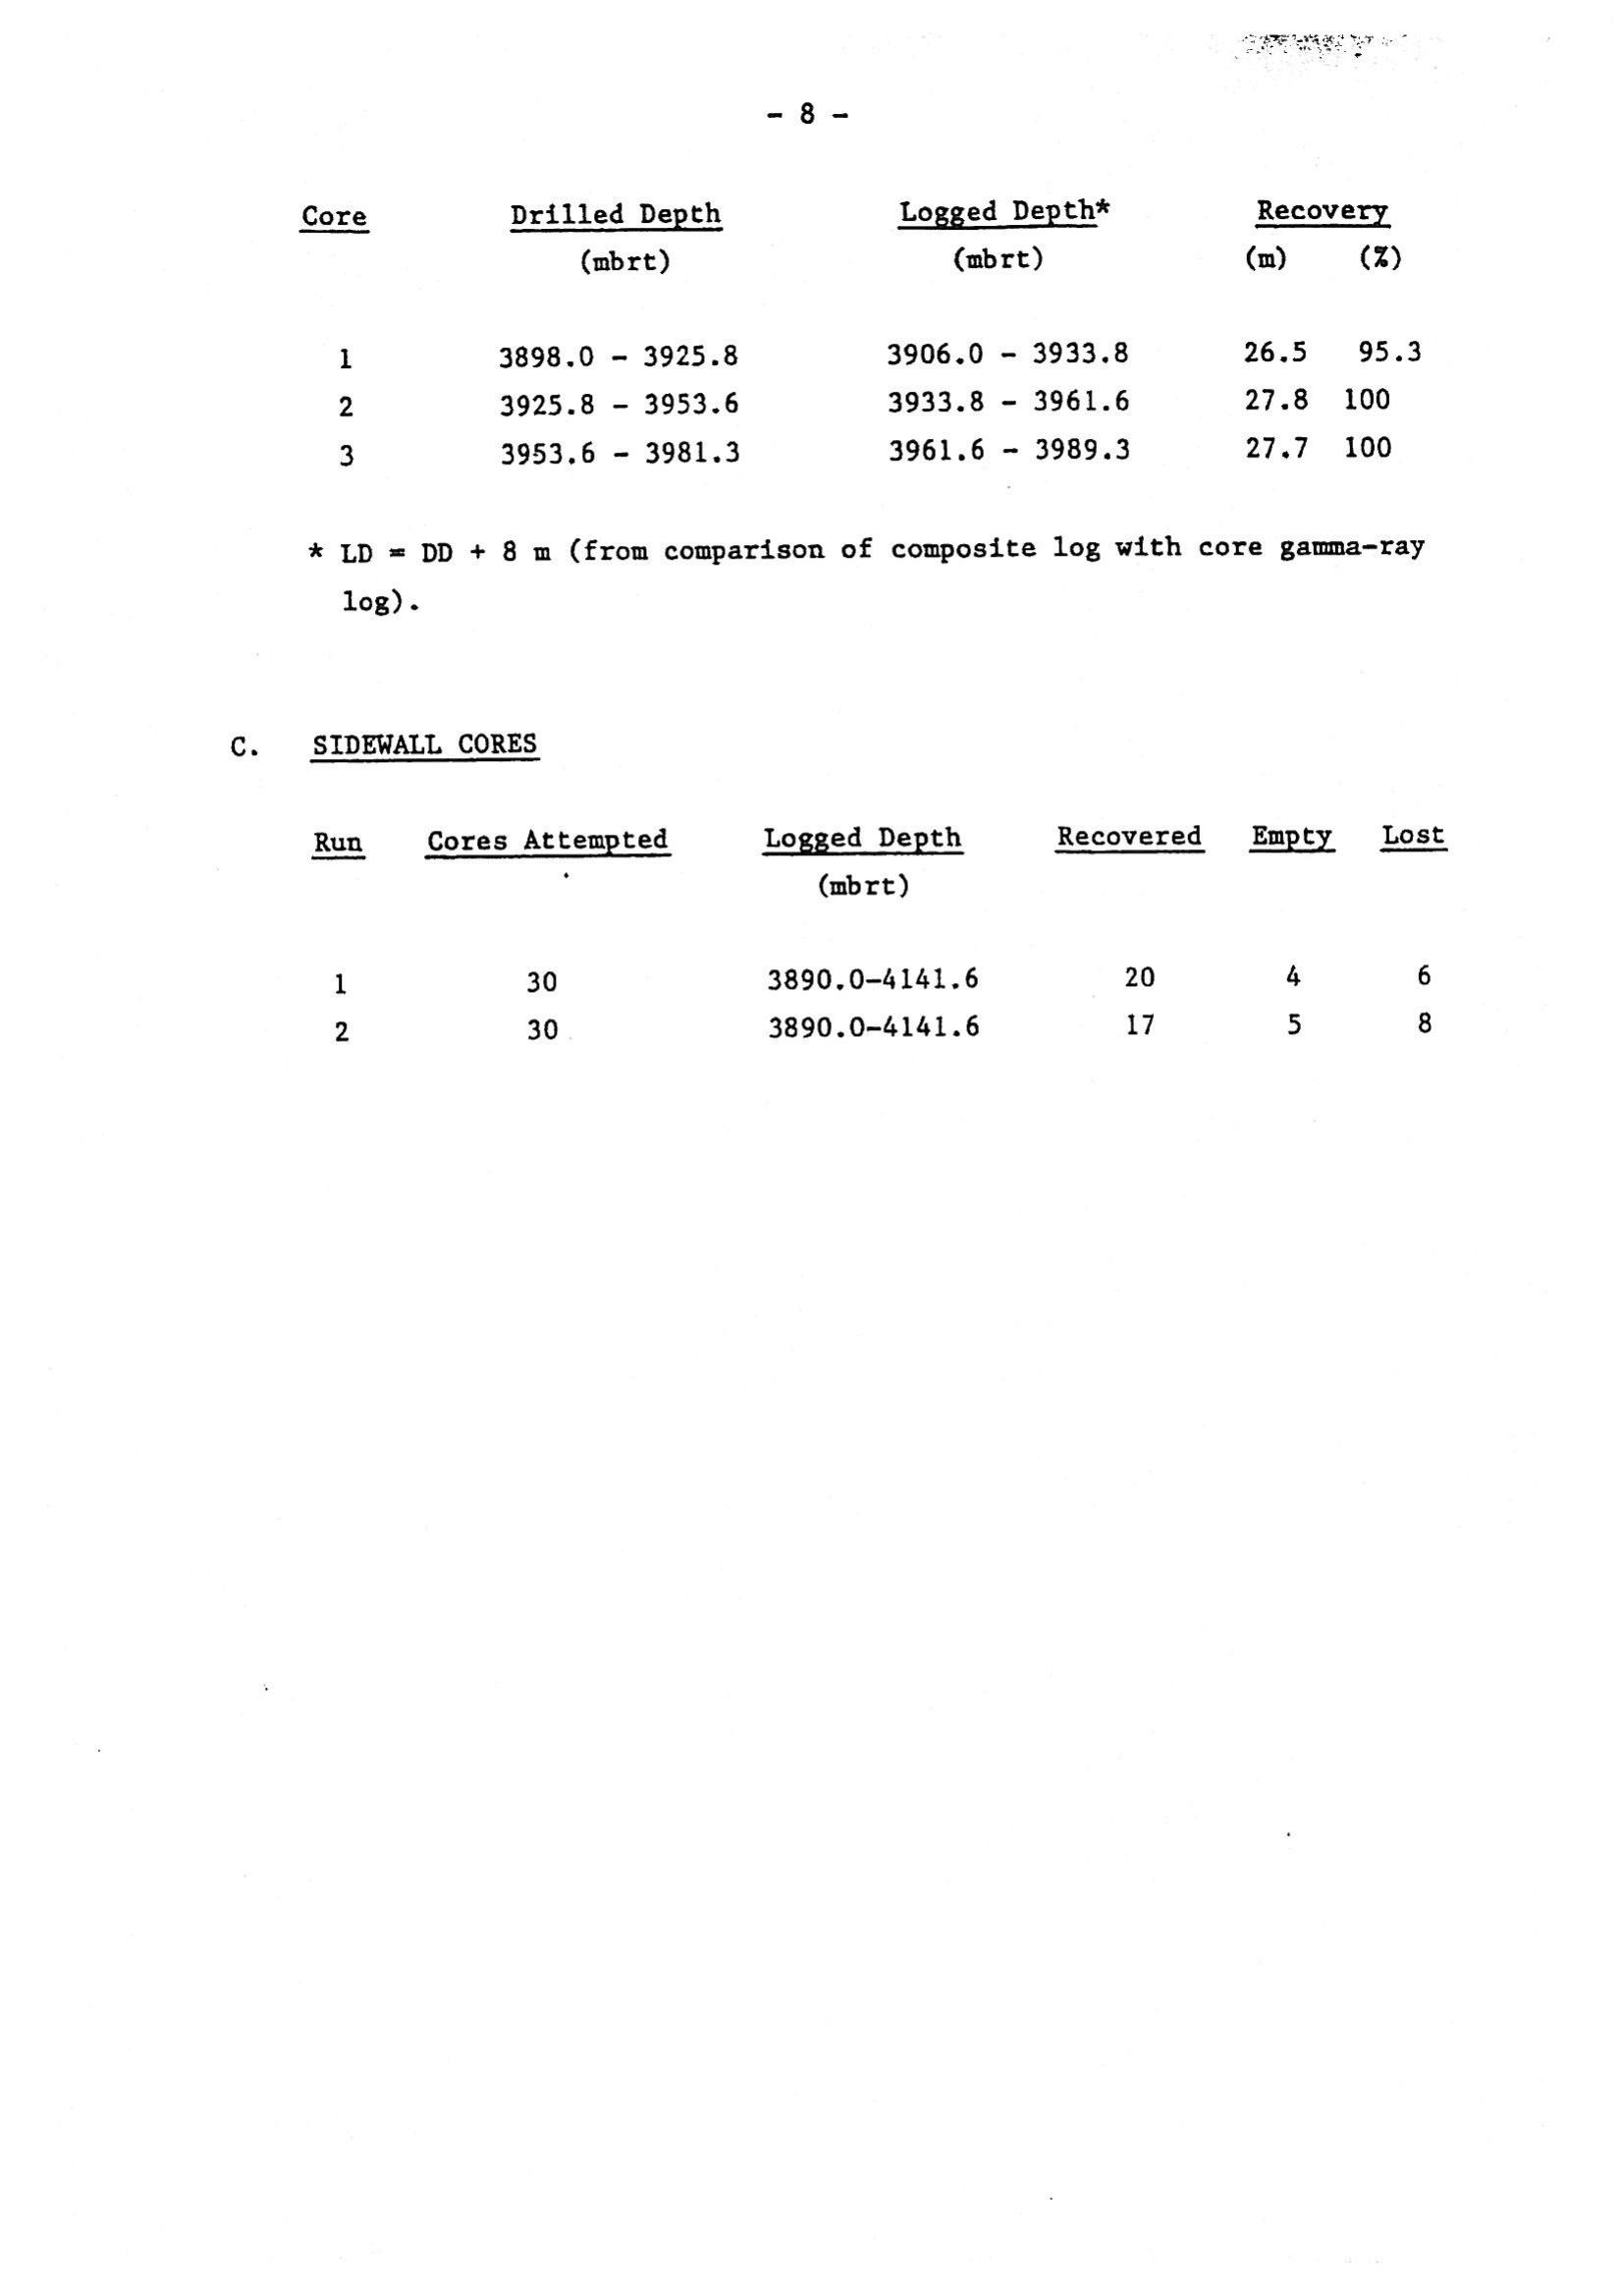 - 8 -
Core Drilled Depth Logged Depth* Recovery
(mbrt) (mbrt) (m) (%)
1 3898.0 - 3925.8 3906.0 - 3933.8 26.5 95.3
2 3925.8 - 3953.6 3933.8 - 3961.6 27.8 100
3 3953.6 - 3981.3 3961.6 - 3989.3 27.7 100
* LD = DD + 8 m (from comparison of composite log with core gamma-ray
log).
C. SIDEWALL CORES
Run Cores Attempted Logged Depth Recovered Empty Lost
(mbrt)
1 30 3890.0-4141.6 20 4 6
2 30 3890.0-4141.6 17 5 8